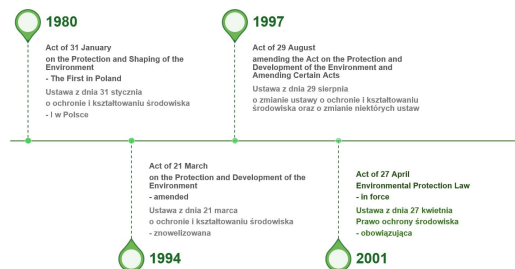 1980
Act of 31 January
on the Protection and Shaping of the
Environment
- The First in Poland
Ustawa z dnia 31 stycznia
o ochronie i kształtowaniu środowiska
- I w Polsce
1997
Act of 29 August
amending the Act on the Protection and
Development of the Environment and
Amending Certain Acts
Ustawa z dnia 29 sierpnia
o zmianie ustawy o ochronie i kształtowaniu
środowiska oraz o zmianie niektórych ustaw
Act of 21 March
on the Protection and Development of the
Environment
- amended
Ustawa z dnia 21 marca
o ochronie i kształtowaniu środowiska
- znowelizowana
1994
Act of 27 April
Environmental Protection Law
- in force
Ustawa z dnia 27 kwietnia
Prawo ochrony środowiska
- obowiązująca
2001